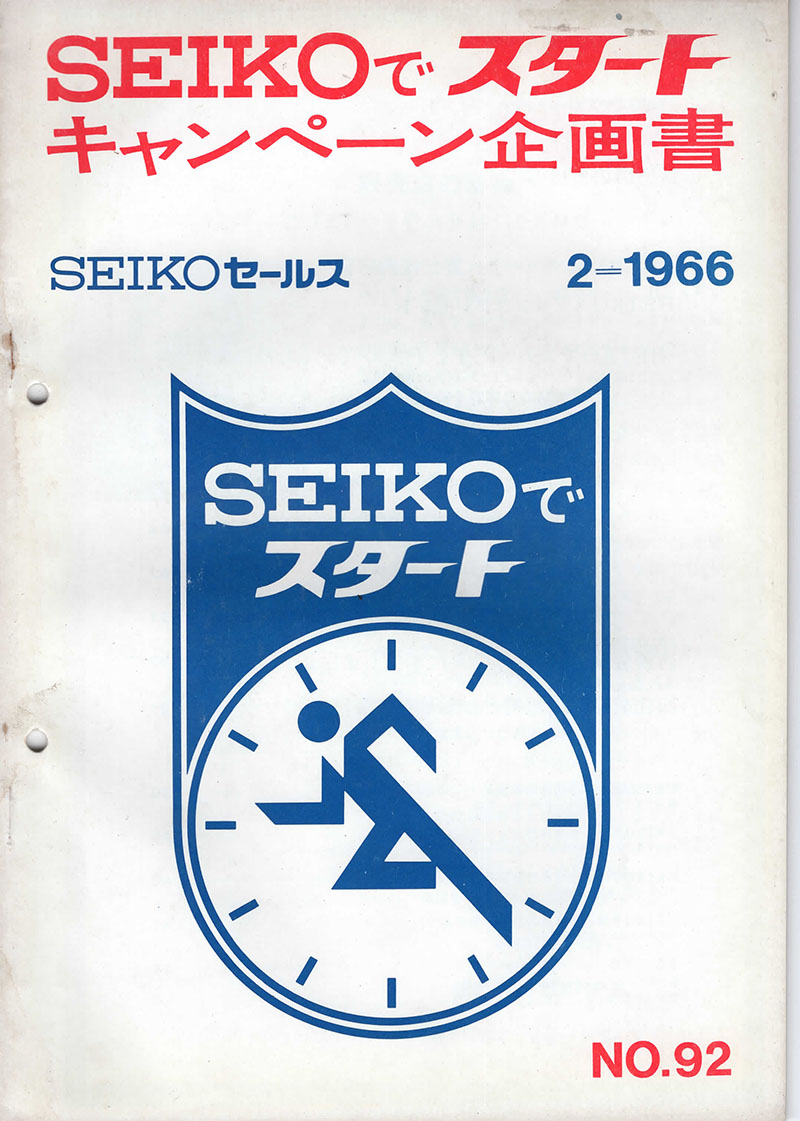 SEIKOで スタート
キャンペーン企画書
SEIKOセールス 2=1966
SEIKOで
スタート
NO.92